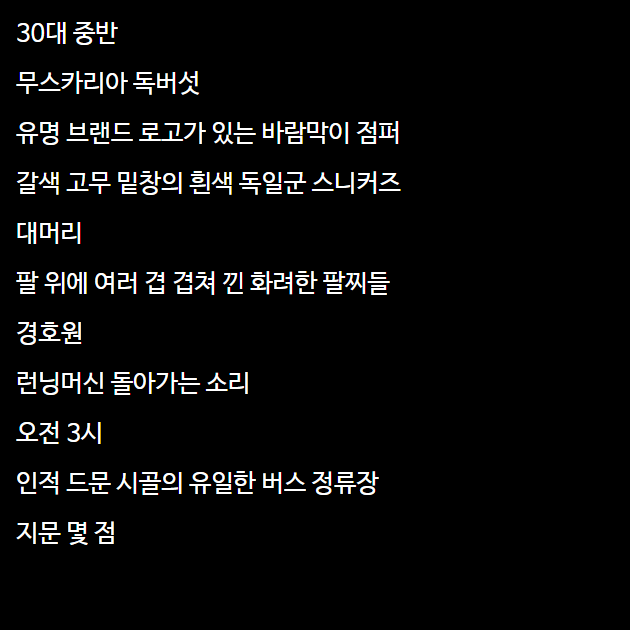 30대 중반
무스카리아 독버섯
유명 브랜드 로고가 있는 바람막이 점퍼
갈색 고무 밑창의 흰색 독일군 스니커즈
대머리
팔 위에 여러 겹 겹쳐 낀 화려한 팔찌들
경호원
런닝머신 돌아가는 소리
오전 3시
인적 드문 시골의 유일한 버스 정류장
지문 몇 점